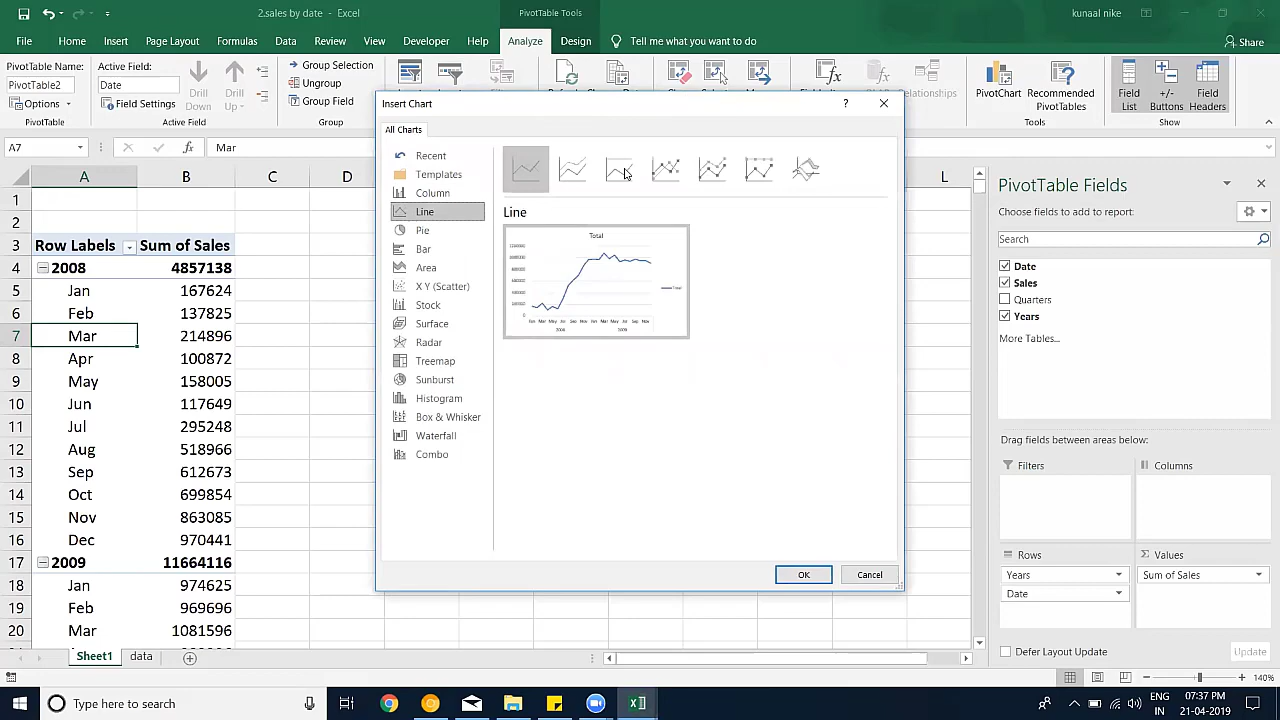 2.sales by date - Excel
PivotTable Tools
kunaal nike
File Home Insert Page Layout Formulas Data Review View Developer Help Analyze Design Tell me what you want to do Share
PivotTable Name:
PivotTable2
Options
PivotTable
Active Field:
Date
Field Settings
Drill
Down
Drill
Up
Active Field
Group Selection
Ungroup
Group Field
Group
PivotChart
Recommended
PivotTables
Tools
Field
List
+/-
Buttons
Field
Headers
Show
A7
fx
Mar
A B C D L
1
2
3 Row Labels Sum of Sales
4 2008 4857138
5 Jan 167624
6 Feb 137825
7 Mar 214896
8 Apr 100872
9 May 158005
10 Jun 117649
11 Jul 295248
12 Aug 518966
13 Sep 612673
14 Oct 699854
15 Nov 863085
16 Dec 970441
17 2009 11664116
18 Jan 974625
19 Feb 969696
20 Mar 1081596
Insert Chart
?
All Charts
Recent
Templates
Column
Line
Pie
Bar
Area
X Y (Scatter)
Stock
Surface
Radar
Treemap
Sunburst
Histogram
Box & Whisker
Waterfall
Combo
Line
Total
Total
OK Cancel
PivotTable Fields
Choose fields to add to report:
Search
Date
Sales
Quarters
Years
More Tables...
Drag fields between areas below:
Filters
Columns
Rows
Years
Date
Σ Values
Sum of Sales
Defer Layout Update Update
Sheet1 data
140%
Type here to search
ENG
IN
07:37 PM
21-04-2019